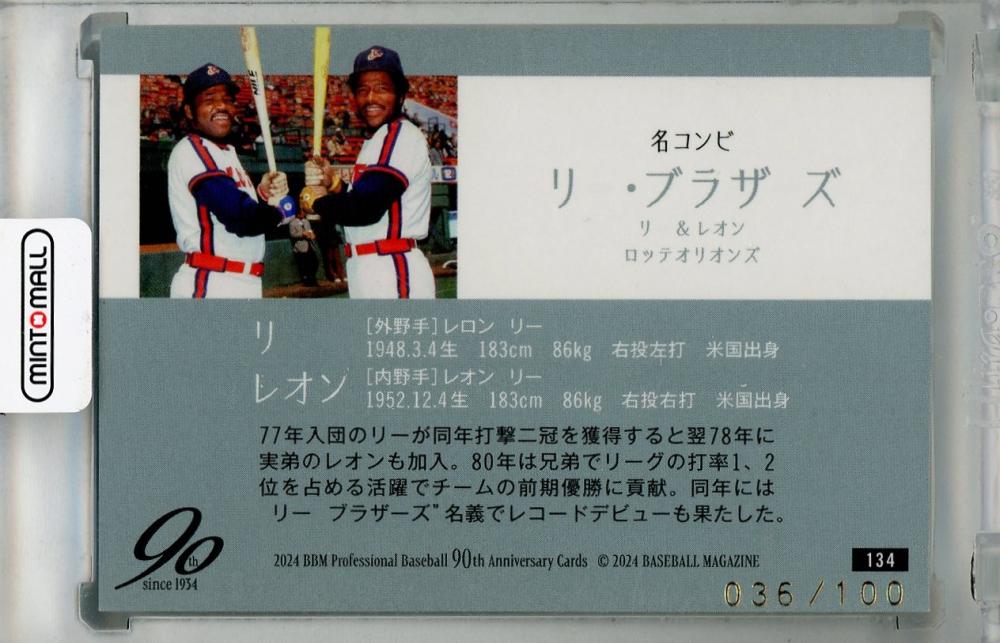 名コンビ
リー・ブラザーズ
リー&レオン
ロッテオリオンズ
リー
[外野手]レロン リー
1948.3.4生 183cm 86kg 右投左打 米国出身
レオン
[内野手]レオン リー
1952.12.4生 183cm 86kg 右投右打 米国出身
77年入団のリーが同年打撃二冠を獲得すると翌78年に
実弟のレオンも加入。80年は兄弟でリーグの打率1、2
位を占める活躍でチームの前期優勝に貢献。同年には
リー ブラザーズ”名義でレコードデビューも果たした。
90th
since 1934
2024 BBM Professional Baseball 90th Anniversary Cards © 2024 BASEBALL MAGAZINE
134
036/100
MINTOMALL